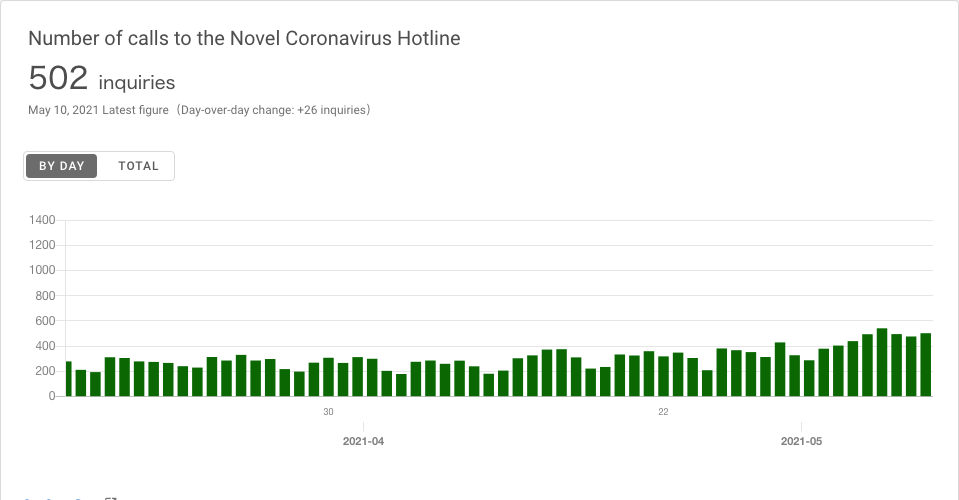 Number of calls to the Novel Coronavirus Hotline
502 inquiries
May 10, 2021 Latest figure（Day-over-day change: +26 inquiries）
BY DAY TOTAL
1400
1200
1000
800
600
400
200
0
30 22
2021-04 2021-05